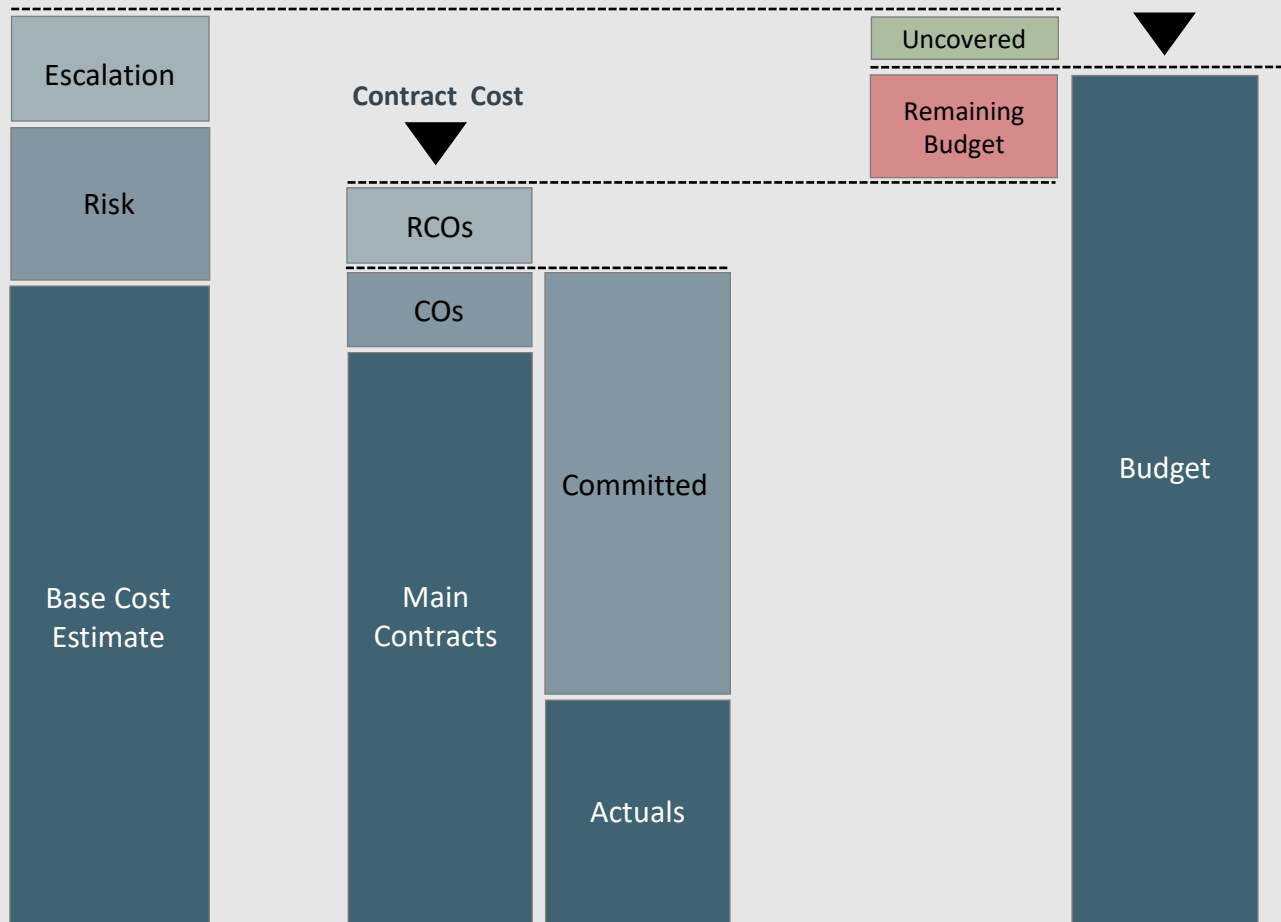 Escalation
Risk
Base Cost
Estimate
Contract Cost
RCOs
COs
Main
Contracts
Committed
Actuals
Uncovered
Remaining
Budget
Budget